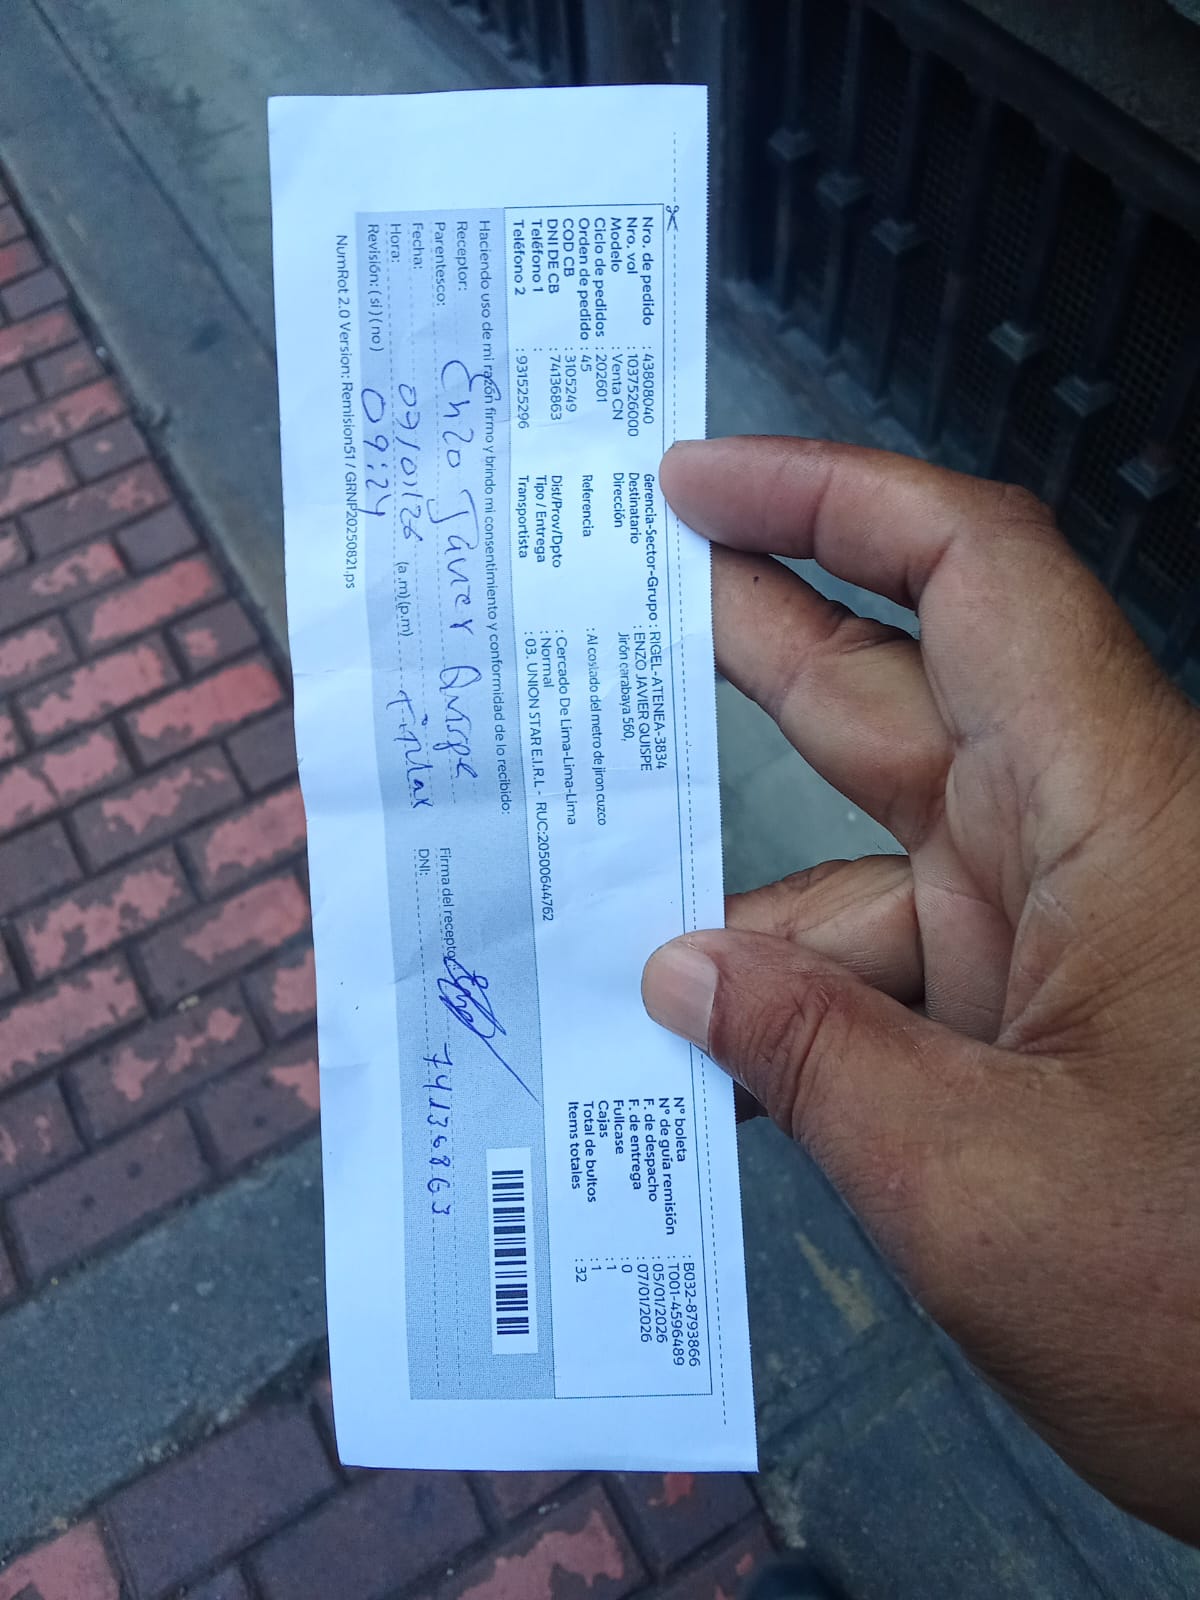 Nro. de pedido : 43808040
Nro. vol : 1037526000
Modelo : Venta CN
Ciclo de pedidos : 202601
Orden de pedido : 45
COD CB : 3105249
DNI DE CB : 74136863
Teléfono 1 :
Teléfono 2 : 931525296
Gerencia-Sector-Grupo : RIGEL-ATENEA-3834
Destinatario : ENZO JAVIER QUISPE
Dirección Jirón carabaya 560,
Referencia : Al costado del metro de jiron cuzco
Dist/Prov/Dpto : Cercado De Lima-Lima-Lima
Tipo / Entrega : Normal
Transportista : 03. UNION STAR E.I.R.L - RUC:20500644762
N° boleta : B032-8793866
N° de guía remisión : T001-4596489
F. de despacho : 05/01/2026
F. de entrega : 07/01/2026
Fullcase : 0
Cajas : 1
Total de bultos : 1
Items totales : 32
Haciendo uso de mi razón firmo y brindo mi consentimiento y conformidad de lo recibido:
Receptor: Enzo Javier Quispe
Parentesco: titular
Fecha: 07/01/26
Hora: 09:24 (a.m)(p.m)
Revisión: (si) (no)
Firma del receptor:
DNI: 74136863
NumRot 2.0 Version: Remision51 / GRNP20250821.ps